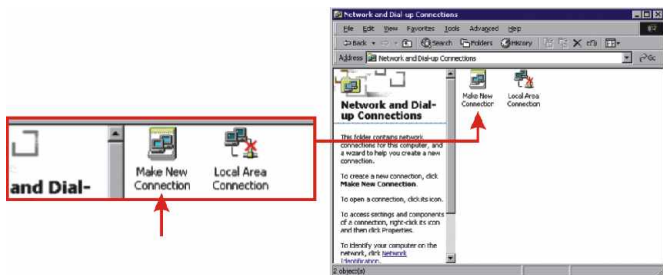 and Dial-
Make New
Connection
Local Area
Connection
Network and Dial-up Connections
File Edit View Favorites Tools Advanced Help
Back Search Folders History
Address Network and Dial-up Connections Go
Network and Dial-
up Connections
This folder contains network
connections for this computer, and
a wizard to help you create a new
connection.
To create a new connection, click
Make New Connection.
To open a connection, click its icon.
To access settings and components
of a connection, right-click its icon
and then click Properties.
To identify your computer on the
network, click Network
Identification.
Make New
Connection
Local Area
Connection
2 object(s)